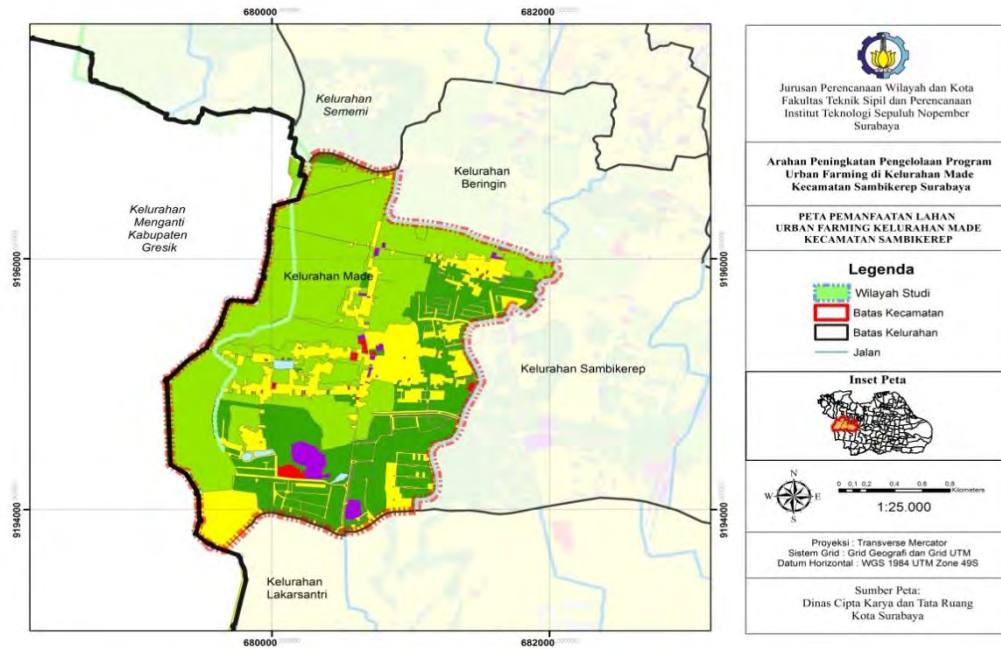 680000
682000
9196000
9194000
9196000
9194000
680000
682000
Kelurahan
Sememi
Kelurahan
Beringin
Kelurahan
Menganti
Kabupaten
Gresik
Kelurahan Made
Kelurahan Sambikerep
Kelurahan
Lakarsantri
Jurusan Perencanaan Wilayah dan Kota
Fakultas Teknik Sipil dan Perencanaan
Institut Teknologi Sepuluh Nopember
Surabaya
Arahan Peningkatan Pengelolaan Program
Urban Farming di Kelurahan Made
Kecamatan Sambikerep Surabaya
PETA PEMANFAATAN LAHAN
URBAN FARMING KELURAHAN MADE
KECAMATAN SAMBIKEREP
Legenda
Wilayah Studi
Batas Kecamatan
Batas Kelurahan
Jalan
Inset Peta
N
W E
S
0 0,1 0,2 0,4 0,6 0,8
Kilometers
1:25.000
Proyeksi : Transverse Mercator
Sistem Grid : Grid Geografi dan Grid UTM
Datum Horizontal : WGS 1984 UTM Zone 49S
Sumber Peta:
Dinas Cipta Karya dan Tata Ruang
Kota Surabaya